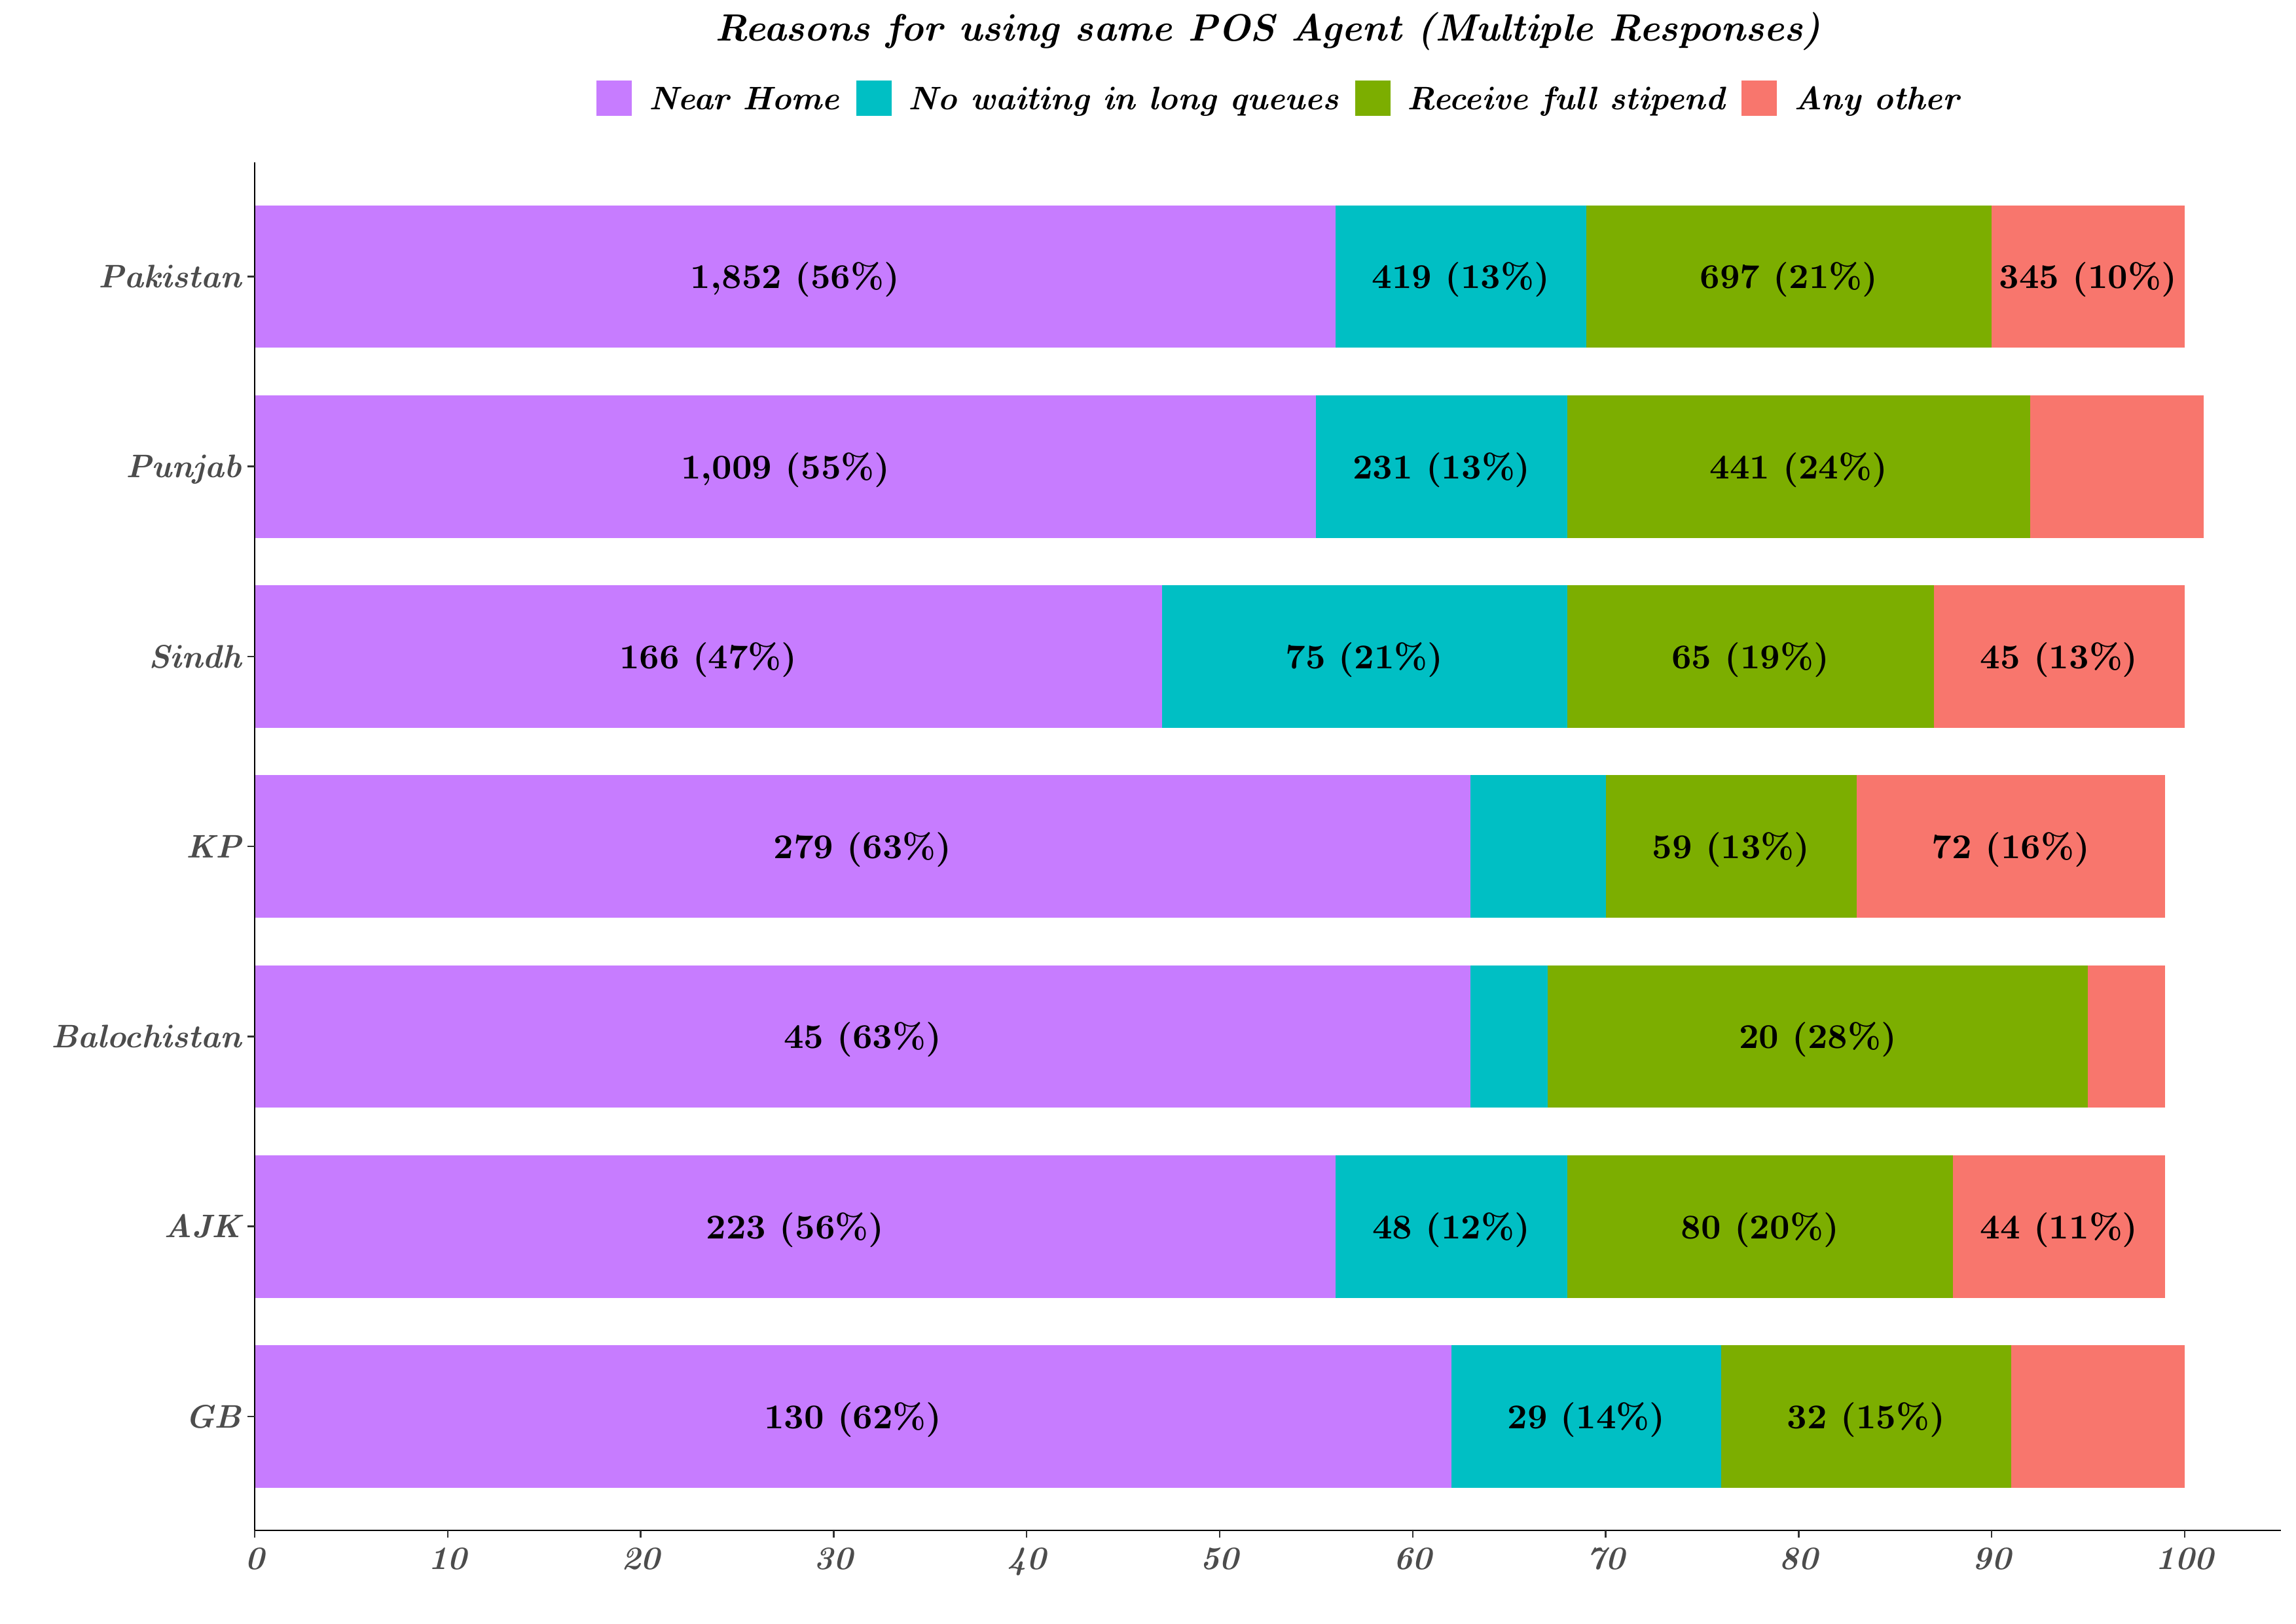 Reasons for using same POS Agent (Multiple Responses)
Near Home No waiting in long queues Receive full stipend Any other
Pakistan 1,852 (56%) 419 (13%) 697 (21%) 345 (10%)
Punjab 1,009 (55%) 231 (13%) 441 (24%)
Sindh 166 (47%) 75 (21%) 65 (19%) 45 (13%)
KP 279 (63%) 59 (13%) 72 (16%)
Balochistan 45 (63%) 20 (28%)
AJK 223 (56%) 48 (12%) 80 (20%) 44 (11%)
GB 130 (62%) 29 (14%) 32 (15%)
0 10 20 30 40 50 60 70 80 90 100